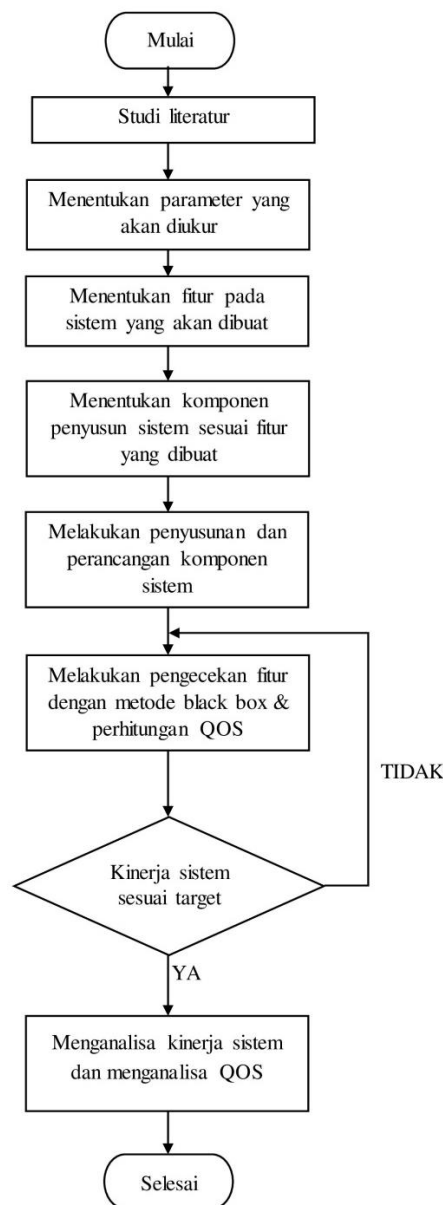 Mulai
Studi literatur
Menentukan parameter yang
akan diukur
Menentukan fitur pada
sistem yang akan dibuat
Menentukan komponen
penyusun sistem sesuai fitur
yang dibuat
Melakukan penyusunan dan
perancangan komponen
sistem
Melakukan pengecekan fitur
dengan metode black box &
perhitungan QOS
TIDAK
Kinerja sistem
sesuai target
YA
Menganalisa kinerja sistem
dan menganalisa QOS
Selesai